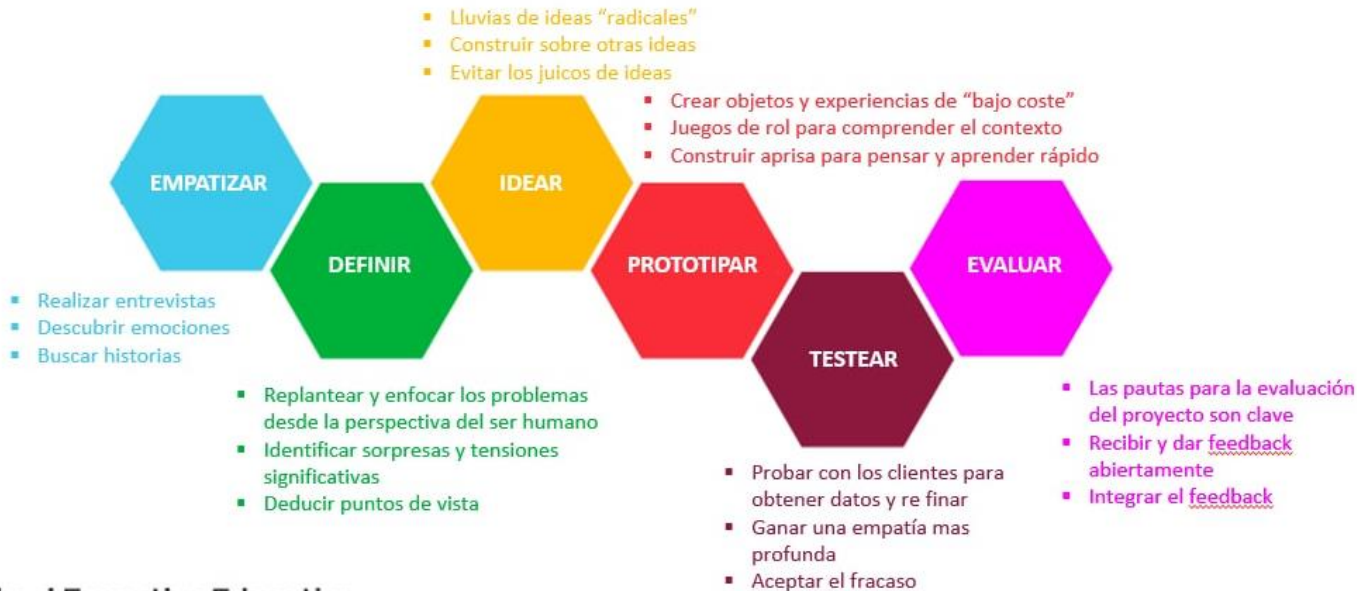 ▪ Lluvias de ideas “radicales”
▪ Construir sobre otras ideas
▪ Evitar los juicos de ideas
▪ Crear objetos y experiencias de “bajo coste”
▪ Juegos de rol para comprender el contexto
▪ Construir aprisa para pensar y aprender rápido
EMPATIZAR
IDEAR
DEFINIR
PROTOTIPAR
EVALUAR
TESTEAR
▪ Realizar entrevistas
▪ Descubrir emociones
▪ Buscar historias
▪ Replantear y enfocar los problemas
desde la perspectiva del ser humano
▪ Identificar sorpresas y tensiones
significativas
▪ Deducir puntos de vista
▪ Probar con los clientes para
obtener datos y re finar
▪ Ganar una empatía mas
profunda
▪ Aceptar el fracaso
▪ Las pautas para la evaluación
del proyecto son clave
▪ Recibir y dar feedback
abiertamente
▪ Integrar el feedback